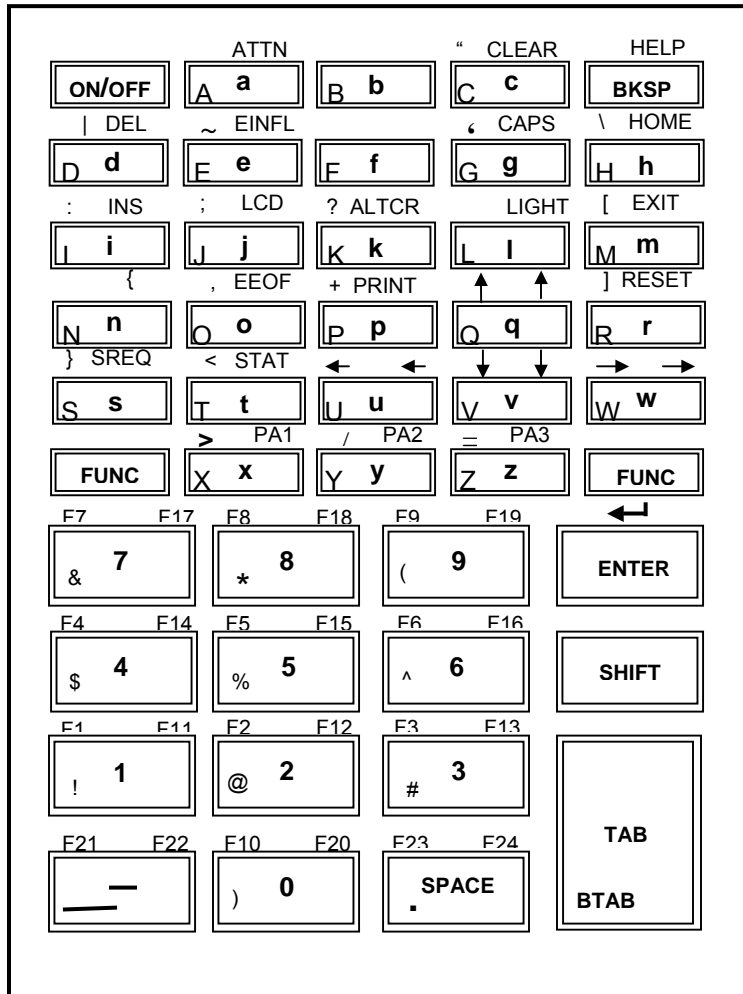 ATTN “ CLEAR HELP
ON/OFF A a B b C c BKSP
| DEL ~ EINFL ‘ CAPS \ HOME
D d E e F f G g H h
: INS ; LCD ? ALTCR LIGHT [ EXIT
I i J j K k L l M m
{ , EEOF + PRINT ↑ ↑ ] RESET
N n O o P p Q q R r
} SREQ < STAT ← ← ↓ ↓ → →
S s T t U u V v W w
> PA1 / PA2 = PA3
FUNC X x Y y Z z FUNC
F7 F17 F8 F18 F9 F19 ↵
& 7 * 8 ( 9 ENTER
F4 F14 F5 F15 F6 F16
$ 4 % 5 ^ 6 SHIFT
F1 F11 F2 F12 F3 F13
! 1 @ 2 # 3
F21 F22 F10 F20 F23 F24
_ - ) 0 . SPACE
TAB
BTAB